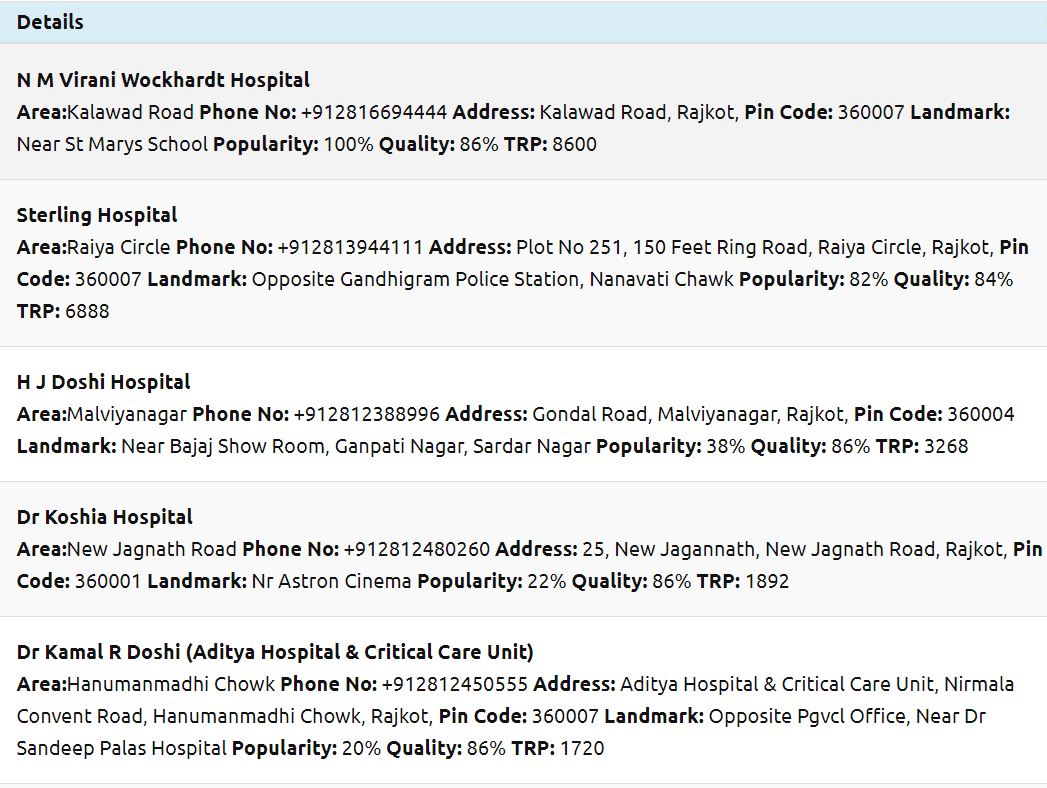 Details
N M Virani Wockhardt Hospital
Area:Kalawad Road Phone No: +912816694444 Address: Kalawad Road, Rajkot, Pin Code: 360007 Landmark:
Near St Marys School Popularity: 100% Quality: 86% TRP: 8600
Sterling Hospital
Area:Raiya Circle Phone No: +912813944111 Address: Plot No 251, 150 Feet Ring Road, Raiya Circle, Rajkot, Pin
Code: 360007 Landmark: Opposite Gandhigram Police Station, Nanavati Chawk Popularity: 82% Quality: 84%
TRP: 6888
H J Doshi Hospital
Area:Malviyanagar Phone No: +912812388996 Address: Gondal Road, Malviyanagar, Rajkot, Pin Code: 360004
Landmark: Near Bajaj Show Room, Ganpati Nagar, Sardar Nagar Popularity: 38% Quality: 86% TRP: 3268
Dr Koshia Hospital
Area:New Jagnath Road Phone No: +912812480260 Address: 25, New Jagannath, New Jagnath Road, Rajkot, Pin
Code: 360001 Landmark: Nr Astron Cinema Popularity: 22% Quality: 86% TRP: 1892
Dr Kamal R Doshi (Aditya Hospital & Critical Care Unit)
Area:Hanumanmadhi Chowk Phone No: +912812450555 Address: Aditya Hospital & Critical Care Unit, Nirmala
Convent Road, Hanumanmadhi Chowk, Rajkot, Pin Code: 360007 Landmark: Opposite Pgvcl Office, Near Dr
Sandeep Palas Hospital Popularity: 20% Quality: 86% TRP: 1720